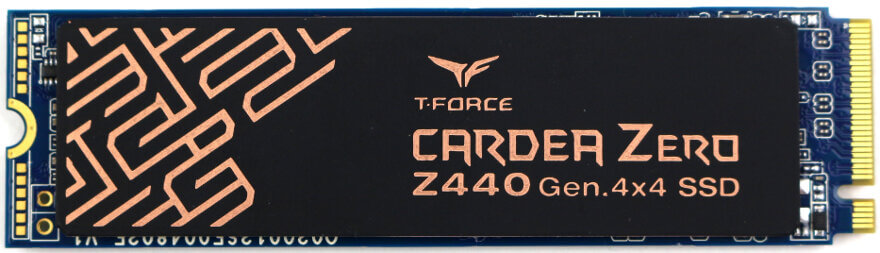 T-FORCE
CARDEA ZERO
Z440 Gen.4x4 SSD